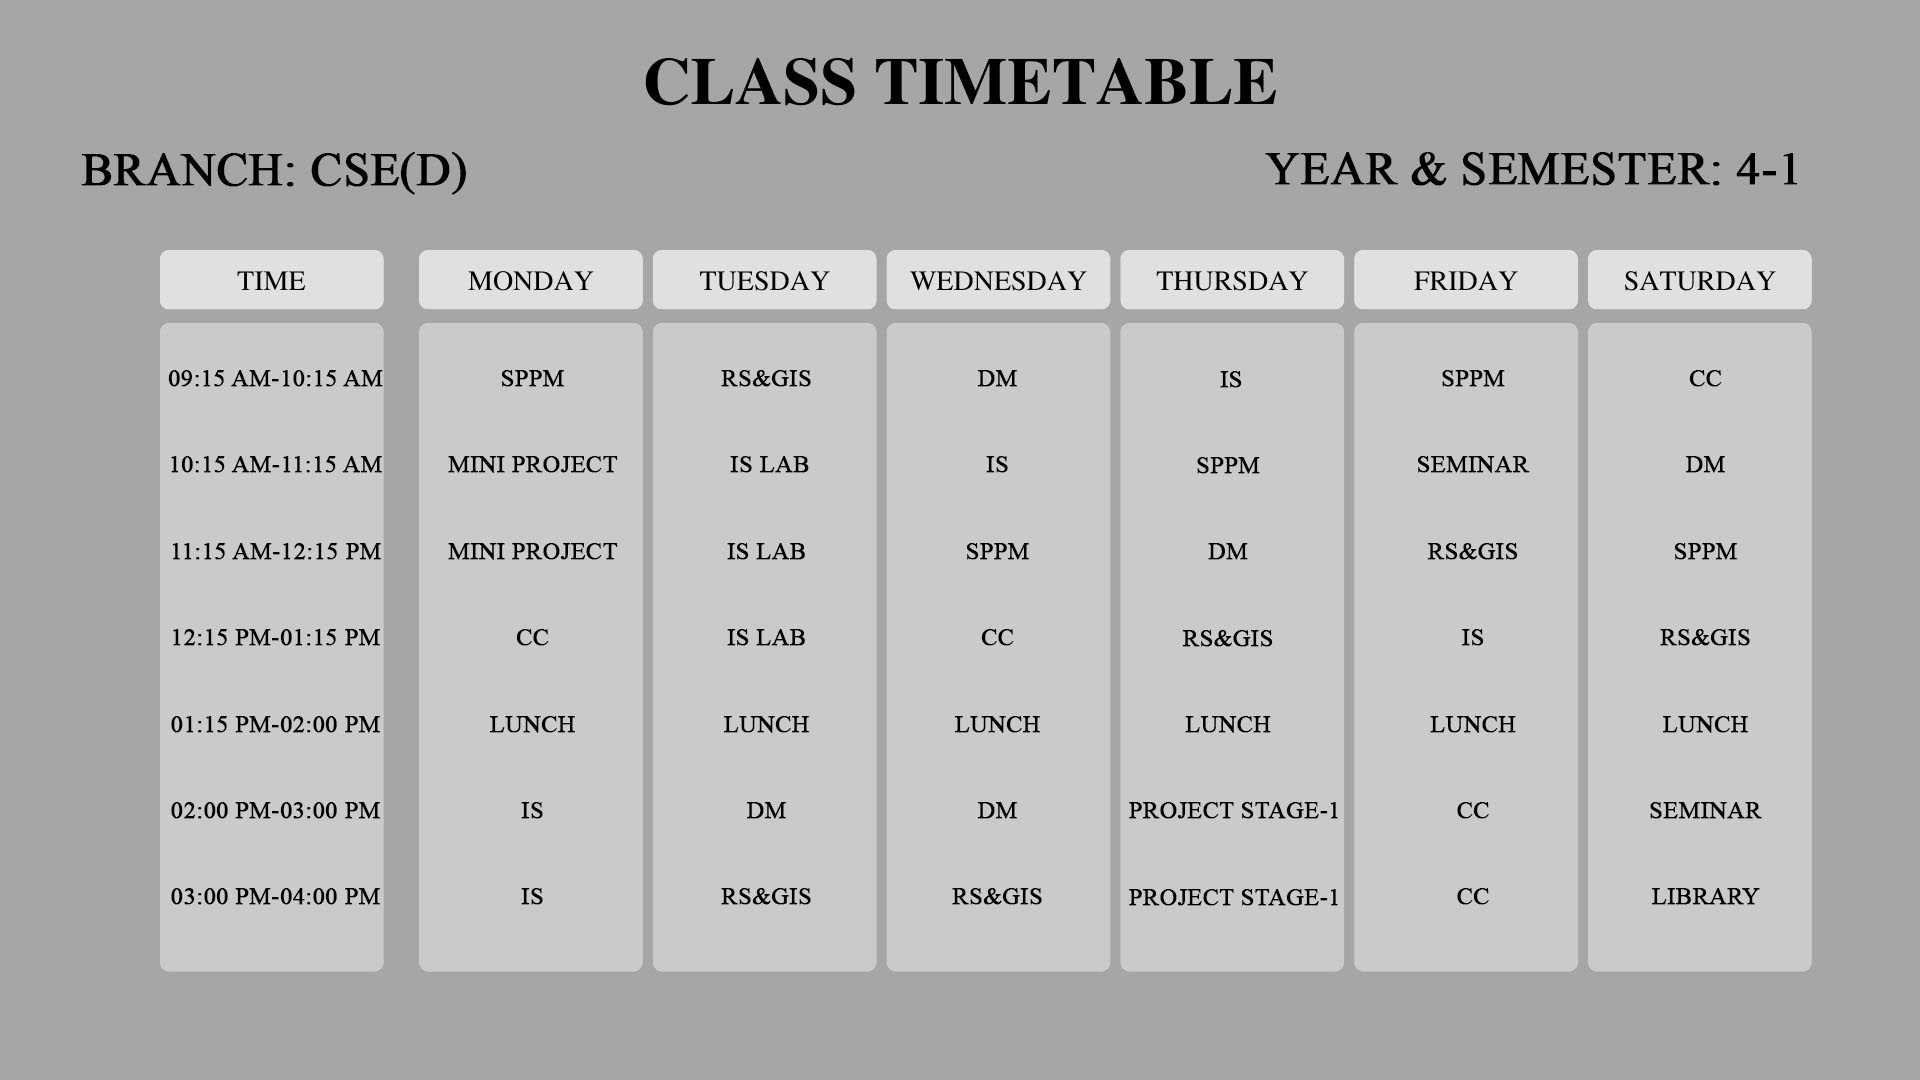 CLASS TIMETABLE
BRANCH: CSE(D) YEAR & SEMESTER: 4-1
TIME MONDAY TUESDAY WEDNESDAY THURSDAY FRIDAY SATURDAY
09:15 AM-10:15 AM SPPM RS&GIS DM IS SPPM CC
10:15 AM-11:15 AM MINI PROJECT IS LAB IS SPPM SEMINAR DM
11:15 AM-12:15 PM MINI PROJECT IS LAB SPPM DM RS&GIS SPPM
12:15 PM-01:15 PM CC IS LAB CC RS&GIS IS RS&GIS
01:15 PM-02:00 PM LUNCH LUNCH LUNCH LUNCH LUNCH LUNCH
02:00 PM-03:00 PM IS DM DM PROJECT STAGE-1 CC SEMINAR
03:00 PM-04:00 PM IS RS&GIS RS&GIS PROJECT STAGE-1 CC LIBRARY